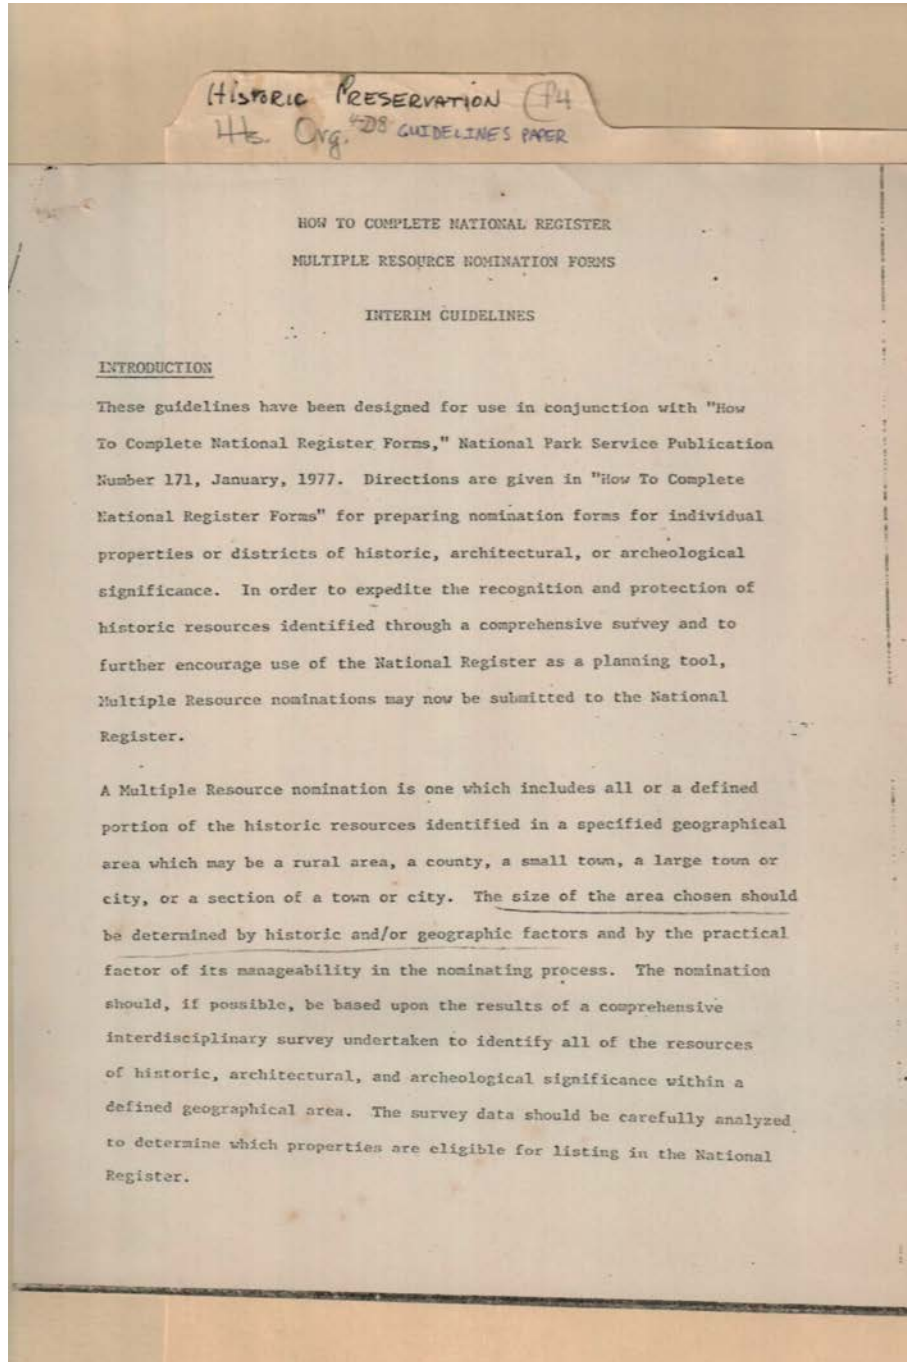 Historic Preservation P4
Hs. Org. 4-D8 GUIDELINES PAPER
HOW TO COMPLETE NATIONAL REGISTER
MULTIPLE RESOURCE NOMINATION FORMS
INTERIM GUIDELINES
INTRODUCTION
These guidelines have been designed for use in conjunction with "How
To Complete National Register Forms," National Park Service Publication
Number 171, January, 1977. Directions are given in "How To Complete
National Register Forms" for preparing nomination forms for individual
properties or districts of historic, architectural, or archeological
significance. In order to expedite the recognition and protection of
historic resources identified through a comprehensive survey and to
further encourage use of the National Register as a planning tool,
Multiple Resource nominations may now be submitted to the National
Register.
A Multiple Resource nomination is one which includes all or a defined
portion of the historic resources identified in a specified geographical
area which may be a rural area, a county, a small town, a large town or
city, or a section of a town or city. The size of the area chosen should
be determined by historic and/or geographic factors and by the practical
factor of its manageability in the nominating process. The nomination
should, if possible, be based upon the results of a comprehensive
interdisciplinary survey undertaken to identify all of the resources
of historic, architectural, and archeological significance within a
defined geographical area. The survey data should be carefully analyzed
to determine which properties are eligible for listing in the National
Register.